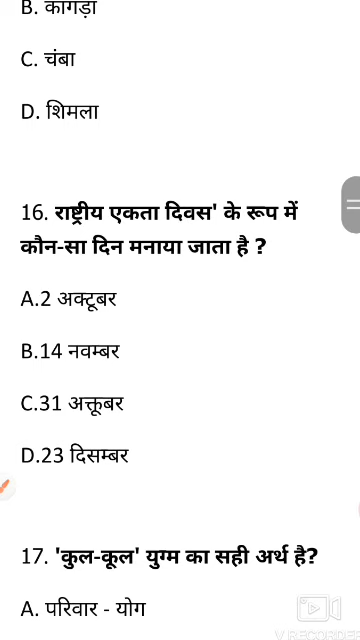 B. कांगड़ा
C. चंबा
D. शिमला
16. राष्ट्रीय एकता दिवस' के रूप में
कौन-सा दिन मनाया जाता है ?
A.2 अक्टूबर
B.14 नवम्बर
C.31 अक्तूबर
D.23 दिसम्बर
17. 'कुल-कूल' युग्म का सही अर्थ है?
A. परिवार - योग
V RECORDER